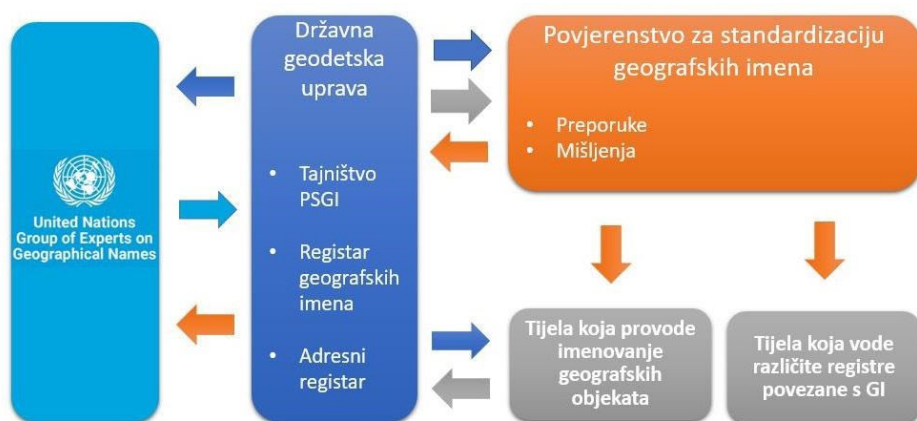 United Nations
Group of Experts on
Geographical Names
Državna
geodetska
uprava
• Tajništvo
PSGI
• Registar
geografskih
imena
• Adresni
registar
Povjerenstvo za standardizaciju
geografskih imena
• Preporuke
• Mišljenja
Tijela koja provode
imenovanje
geografskih
objekata
Tijela koja vode
različite registre
povezane s GI